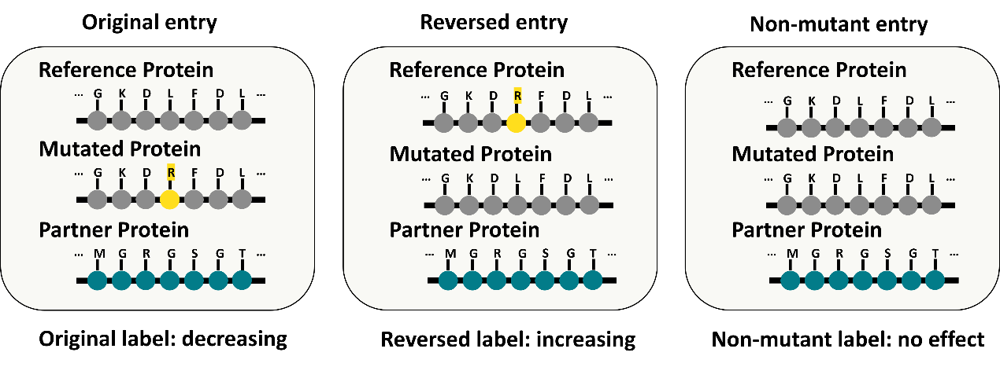 Original entry
Reference Protein
... G K D L F D L ...
Mutated Protein
... G K D R F D L ...
Partner Protein
... M G R G S G T ...
Original label: decreasing
Reversed entry
Reference Protein
... G K D R F D L ...
Mutated Protein
... G K D L F D L ...
Partner Protein
... M G R G S G T ...
Reversed label: increasing
Non-mutant entry
Reference Protein
... G K D L F D L ...
Mutated Protein
... G K D L F D L ...
Partner Protein
... M G R G S G T ...
Non-mutant label: no effect